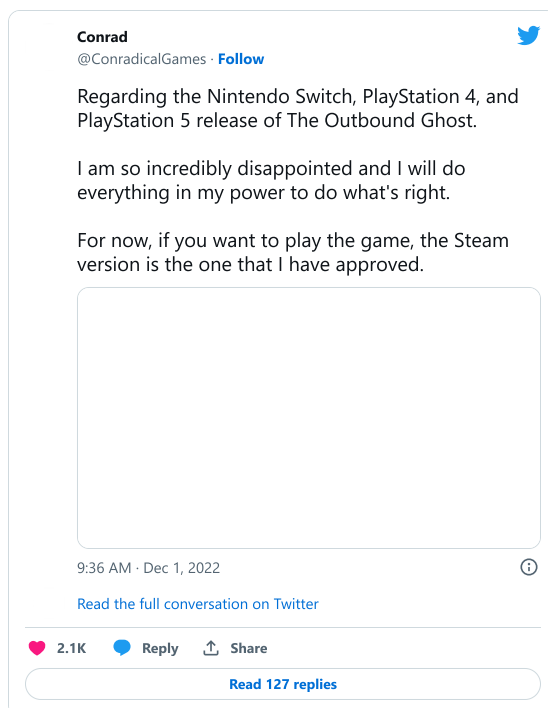 Conrad
@ConradicalGames · Follow
Regarding the Nintendo Switch, PlayStation 4, and
PlayStation 5 release of The Outbound Ghost.
I am so incredibly disappointed and I will do
everything in my power to do what's right.
For now, if you want to play the game, the Steam
version is the one that I have approved.
9:36 AM · Dec 1, 2022
Read the full conversation on Twitter
2.1K Reply Share
Read 127 replies